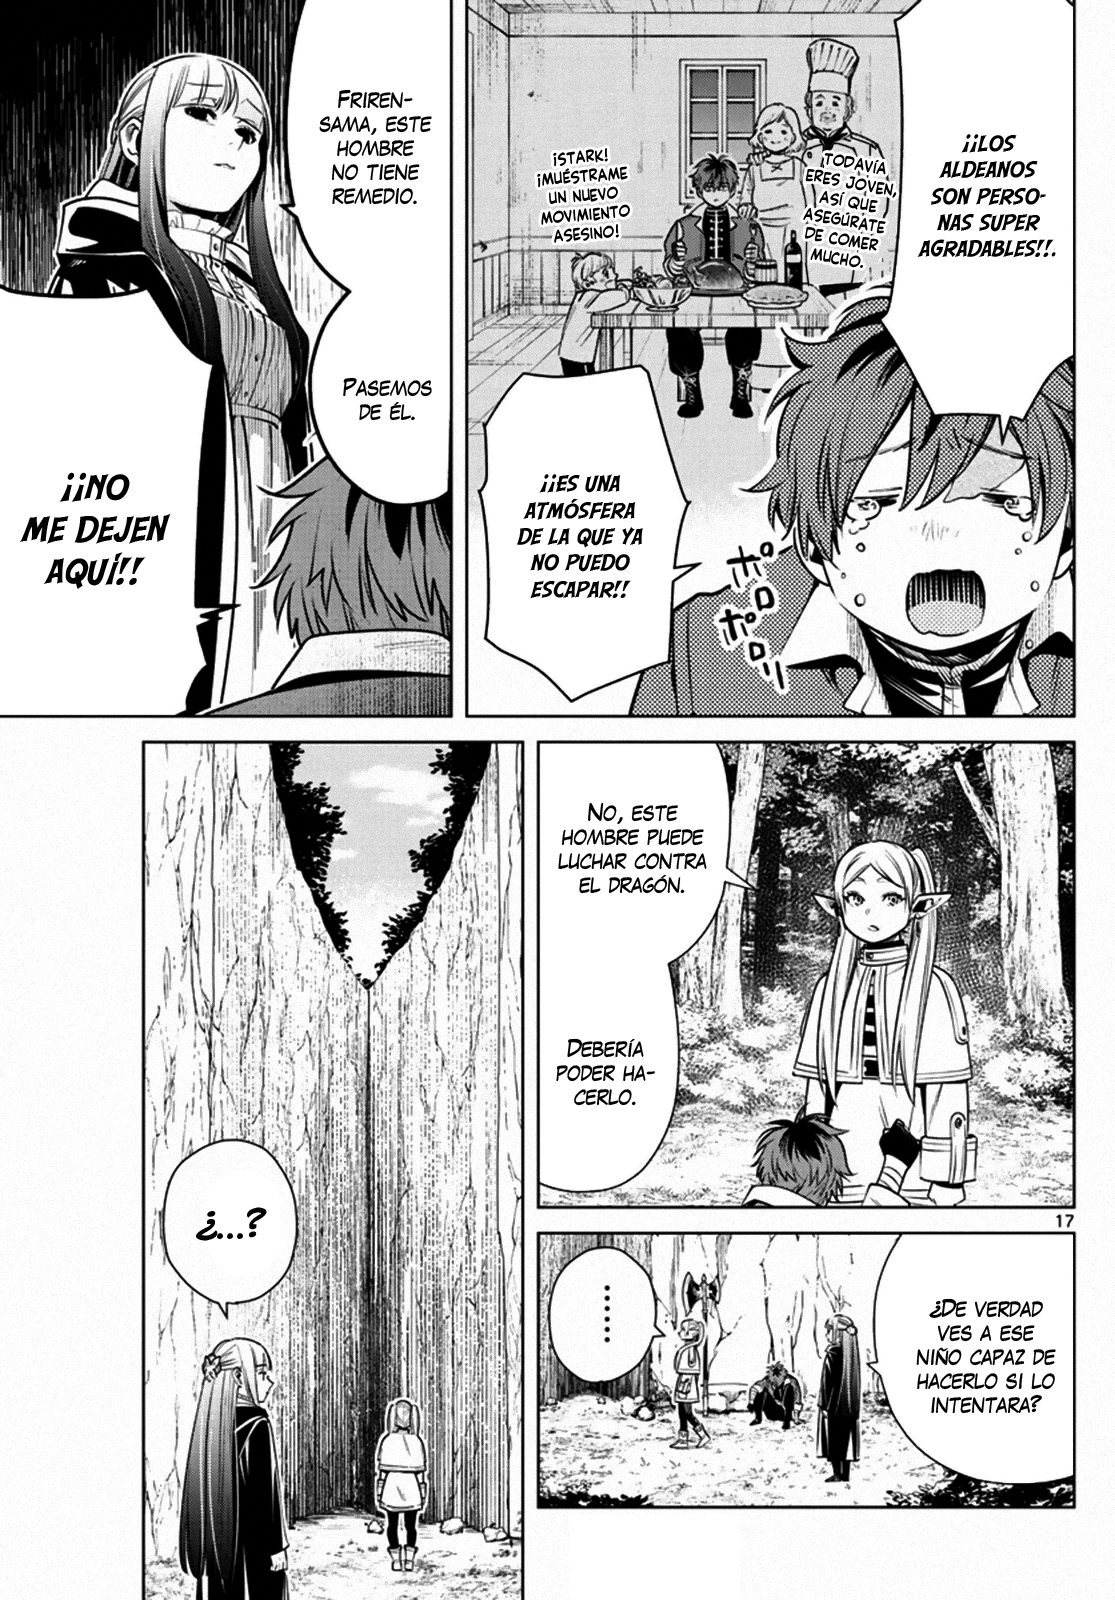 ¡¡LOS
ALDEANOS
SON PERSO-
NAS SUPER
AGRADABLES!!.
TODAVÍA
ERES JOVEN,
ASÍ QUE
ASEGÚRATE
DE COMER
MUCHO.
¡STARK!
¡MUÉSTRAME
UN NUEVO
MOVIMIENTO
ASESINO!
¡¡ES UNA
ATMÓSFERA
DE LA QUE YA
NO PUEDO
ESCAPAR!!
ポロ
ポロ
FRIREN-
SAMA, ESTE
HOMBRE
NO TIENE
REMEDIO.
PASEMOS
DE ÉL.
¡¡NO
ME DEJEN
AQUÍ!!
NO, ESTE
HOMBRE PUEDE
LUCHAR CONTRA
EL DRAGÓN.
DEBERÍA
PODER HA-
CERLO.
17
¿DE VERDAD
VES A ESE
NIÑO CAPAZ DE
HACERLO SI LO
INTENTARA?
......
¿...?